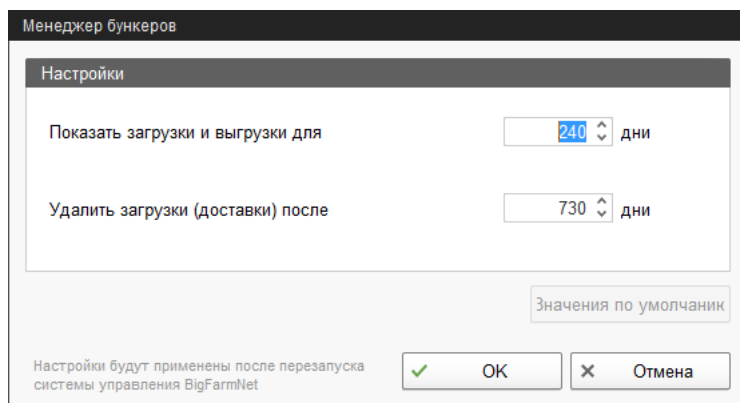 Менеджер бункеров
Настройки
Показать загрузки и выгрузки для 240 дни
Удалить загрузки (доставки) после 730 дни
Значения по умолчаник
Настройки будут применены после перезапуска
системы управления BigFarmNet
OK
Отмена